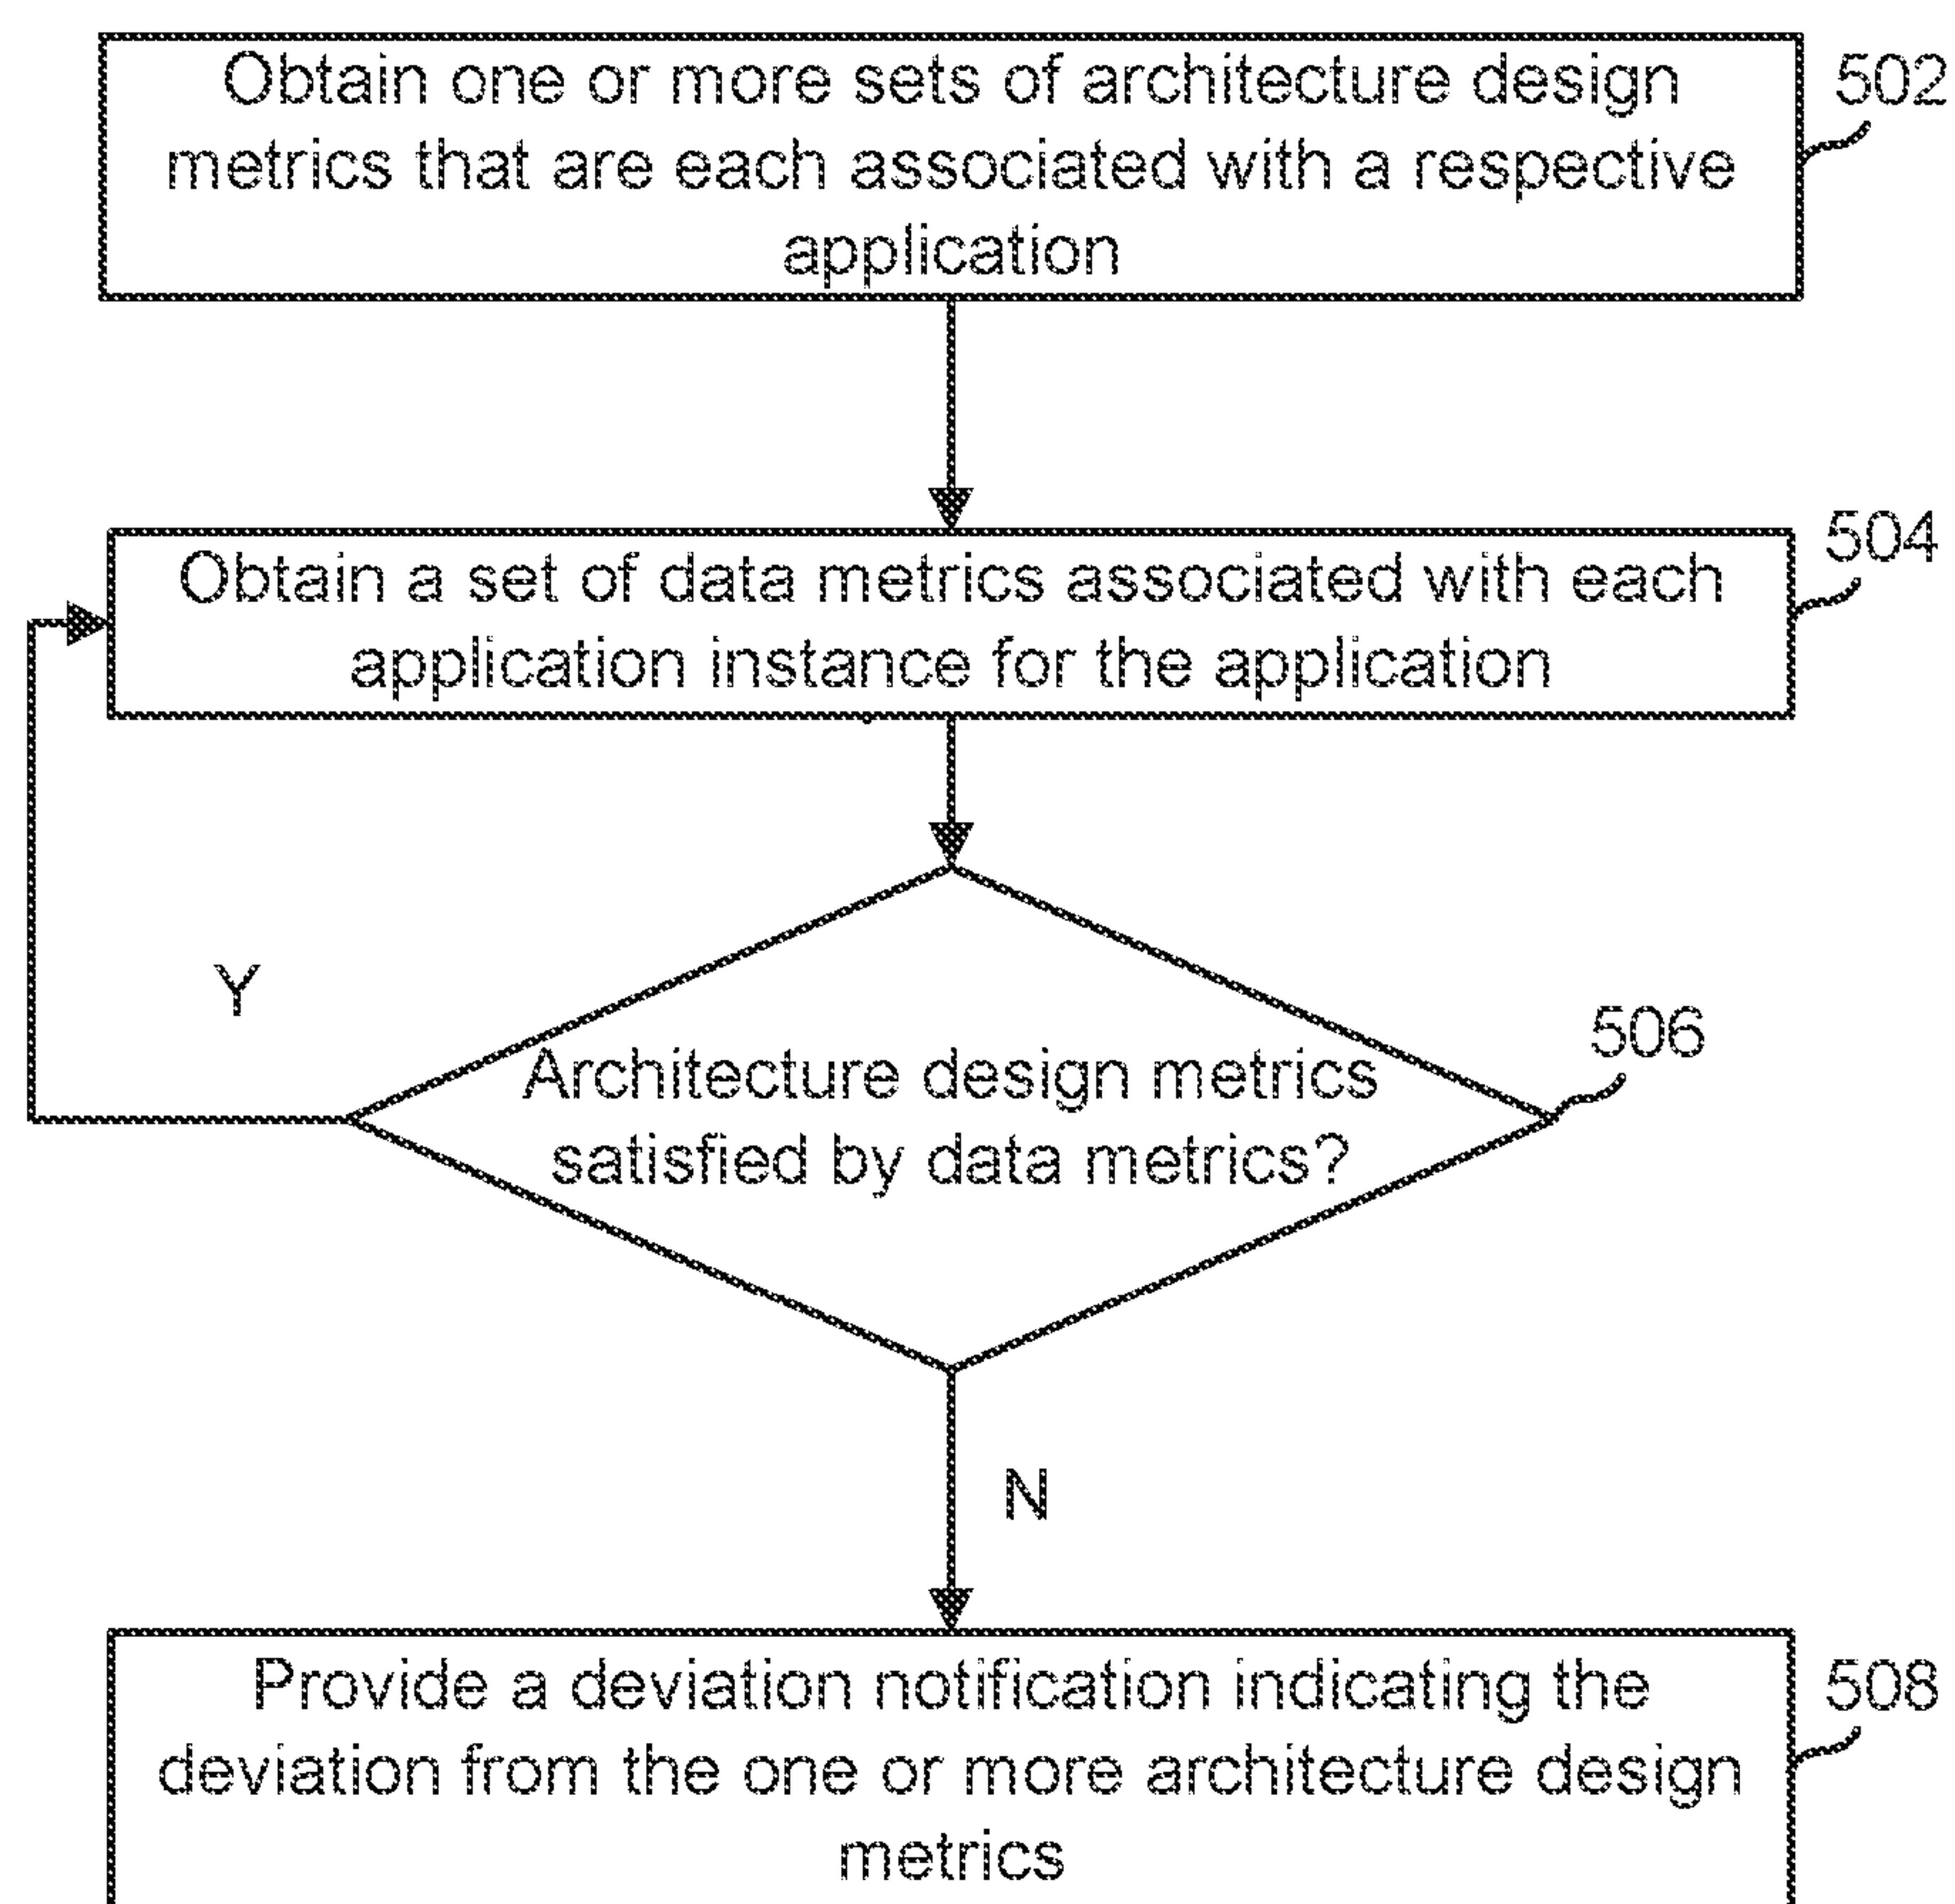 Obtain one or more sets of architecture design
metrics that are each associated with a respective
application
502
Obtain a set of data metrics associated with each
application instance for the application
504
Y
Architecture design metrics
satisfied by data metrics?
506
N
Provide a deviation notification indicating the
deviation from the one or more architecture design
metrics
508